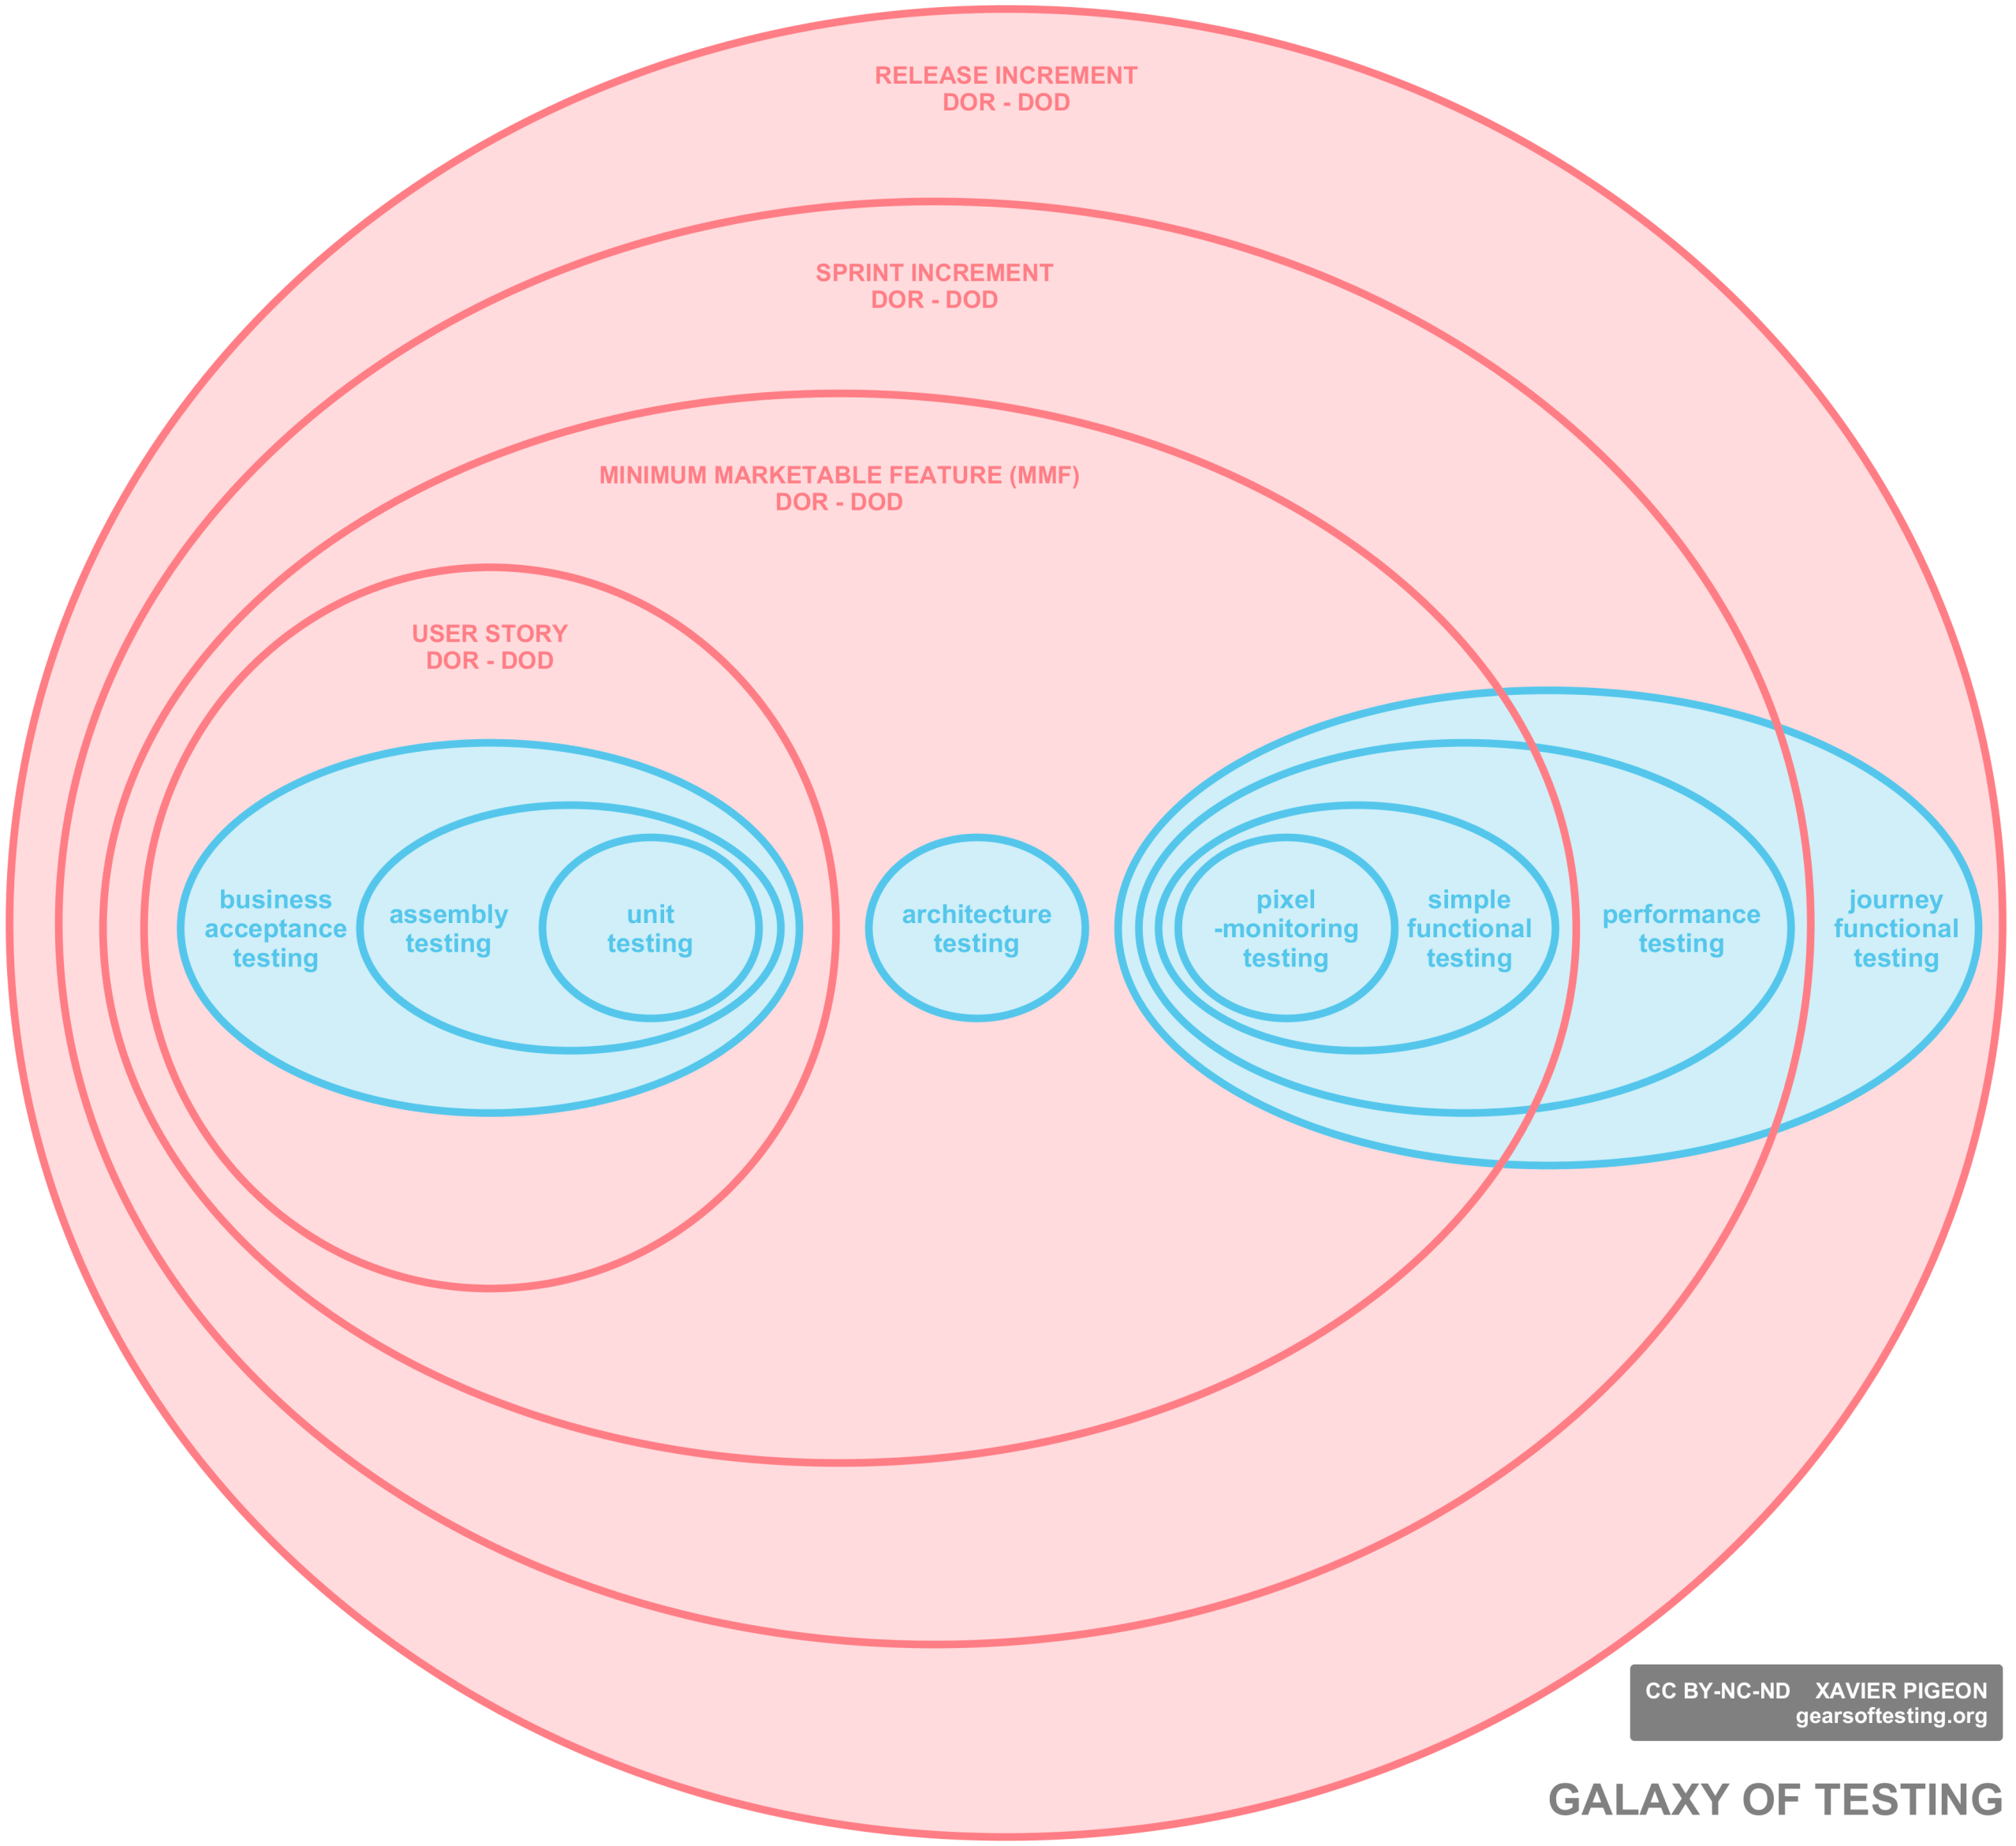 RELEASE INCREMENT
DOR - DOD
SPRINT INCREMENT
DOR - DOD
MINIMUM MARKETABLE FEATURE (MMF)
DOR - DOD
USER STORY
DOR - DOD
business
acceptance
testing
assembly
testing
unit
testing
architecture
testing
pixel
-monitoring
testing
simple
functional
testing
performance
testing
journey
functional
testing
CC BY-NC-ND XAVIER PIGEON
gearsoftesting.org
GALAXY OF TESTING